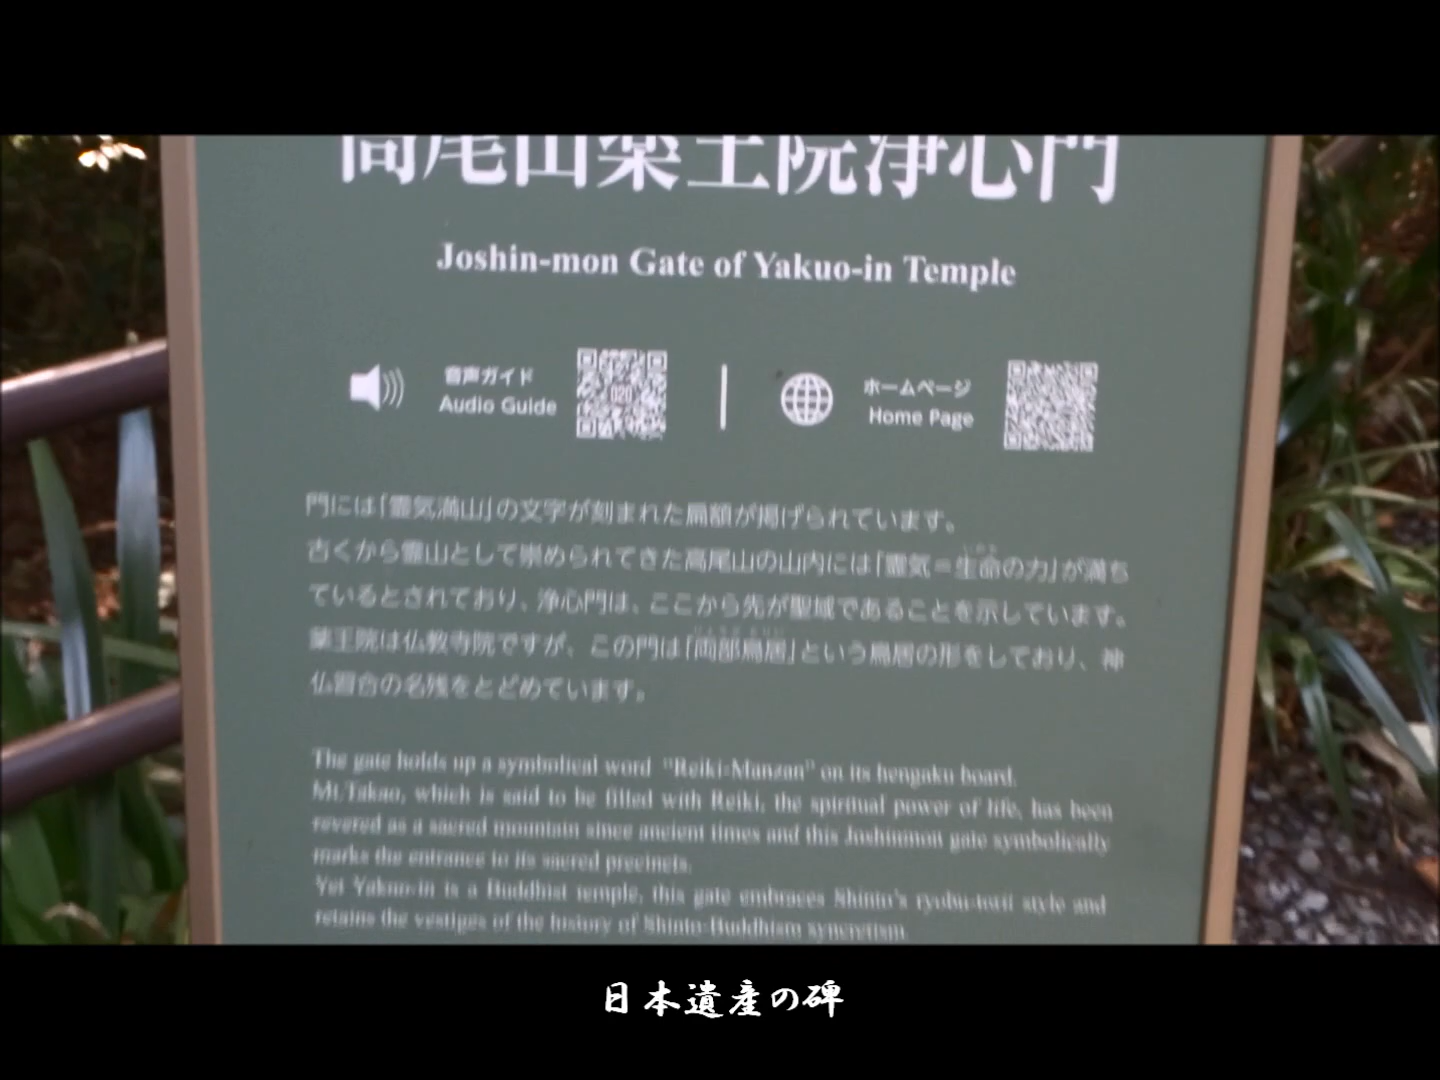 高尾山薬王院浄心門
Joshin-mon Gate of Yakuo-in Temple
音声ガイド
Audio Guide
020
ホームページ
Home Page
門には「霊気満山」の文字が刻まれた扁額が掲げられています。
古くから霊山として崇められてきた高尾山の山内には「霊気＝生命の力」が満ち
ているとされており、浄心門は、ここから先が聖域であることを示しています。
薬王院は仏教寺院ですが、この門は「両部鳥居」という鳥居の形をしており、神
仏習合の名残をとどめています。
The gate holds up a symbolical word "Reiki-Manzan" on its hengaku board.
Mt.Takao, which is said to be filled with Reiki, the spiritual power of life, has been
revered as a sacred mountain since ancient times and this Joshinmon gate symbolically
marks the entrance to its sacred precincts.
Yet Yakuo-in is a Buddhist temple, this gate embraces Shinto's ryobu-torii style and
retains the vestiges of the history of Shinto-Buddhism syncretism.
日本遺産の碑